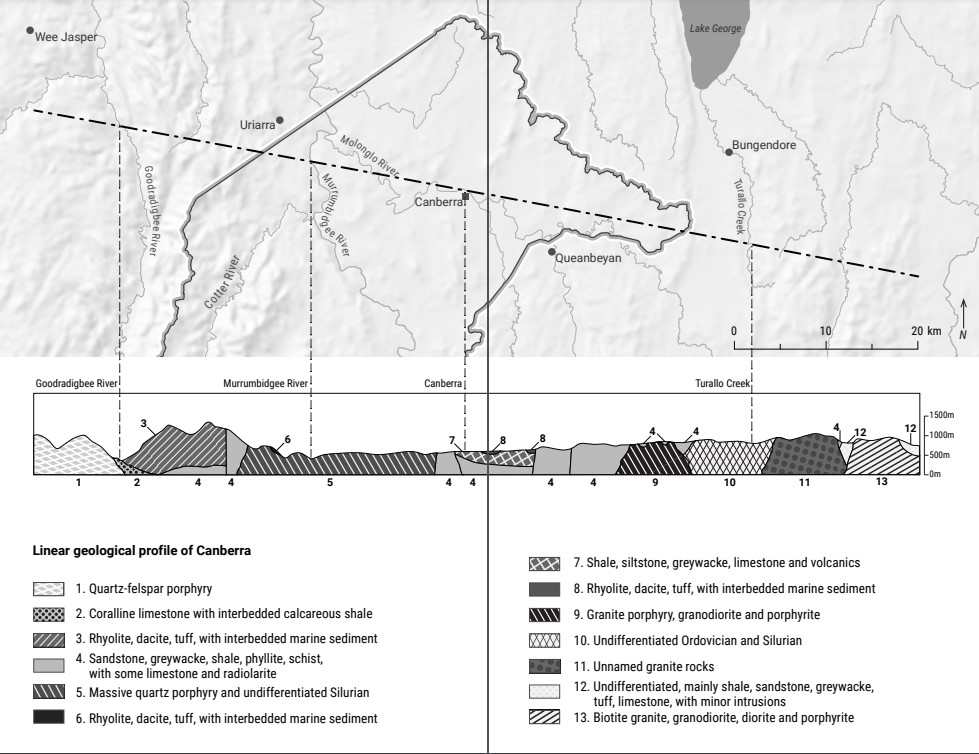 Lake George
Wee Jasper
Uriarra
Molonglo River
Bungendore
Goodradigbee River
Murrumbidgee River
Turallo Creek
Canberra
Cotter River
Queanbeyan
0 10 20 km
N
Goodradigbee River Murrumbidgee River Canberra Turallo Creek
1500m
1000m
500m
0m
3 6 7 8 8 4 4 4 12 12
1 2 4 4 5 4 4 4 4 9 10 11 13
Linear geological profile of Canberra
1. Quartz-felspar porphyry
2. Coralline limestone with interbedded calcareous shale
3. Rhyolite, dacite, tuff, with interbedded marine sediment
4. Sandstone, greywacke, shale, phyllite, schist,
with some limestone and radiolarite
5. Massive quartz porphyry and undifferentiated Silurian
6. Rhyolite, dacite, tuff, with interbedded marine sediment
7. Shale, siltstone, greywacke, limestone and volcanics
8. Rhyolite, dacite, tuff, with interbedded marine sediment
9. Granite porphyry, granodiorite and porphyrite
10. Undifferentiated Ordovician and Silurian
11. Unnamed granite rocks
12. Undifferentiated, mainly shale, sandstone, greywacke,
tuff, limestone, with minor intrusions
13. Biotite granite, granodiorite, diorite and porphyrite